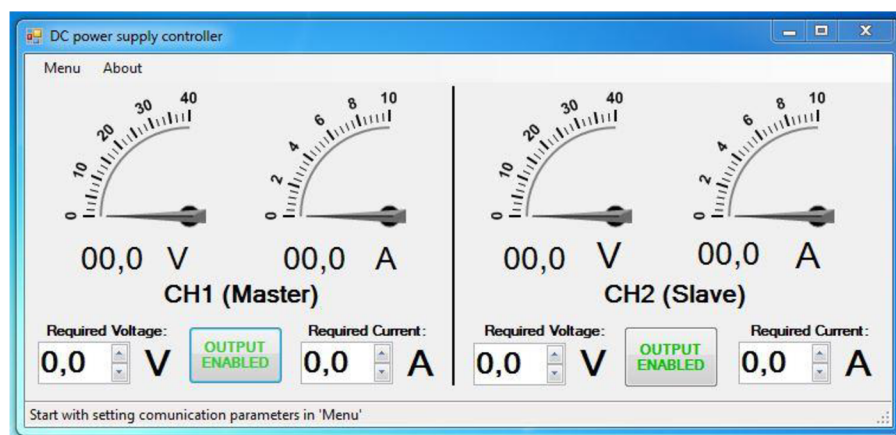 DC power supply controller
Menu About
0 10 20 30 40
0 2 4 6 8 10
0 10 20 30 40
0 2 4 6 8 10
00,0 V 00,0 A
00,0 V 00,0 A
CH1 (Master)
CH2 (Slave)
Required Voltage: Required Current:
0,0 V OUTPUT ENABLED 0,0 A
Required Voltage: Required Current:
0,0 V OUTPUT ENABLED 0,0 A
Start with setting comunication parameters in 'Menu'